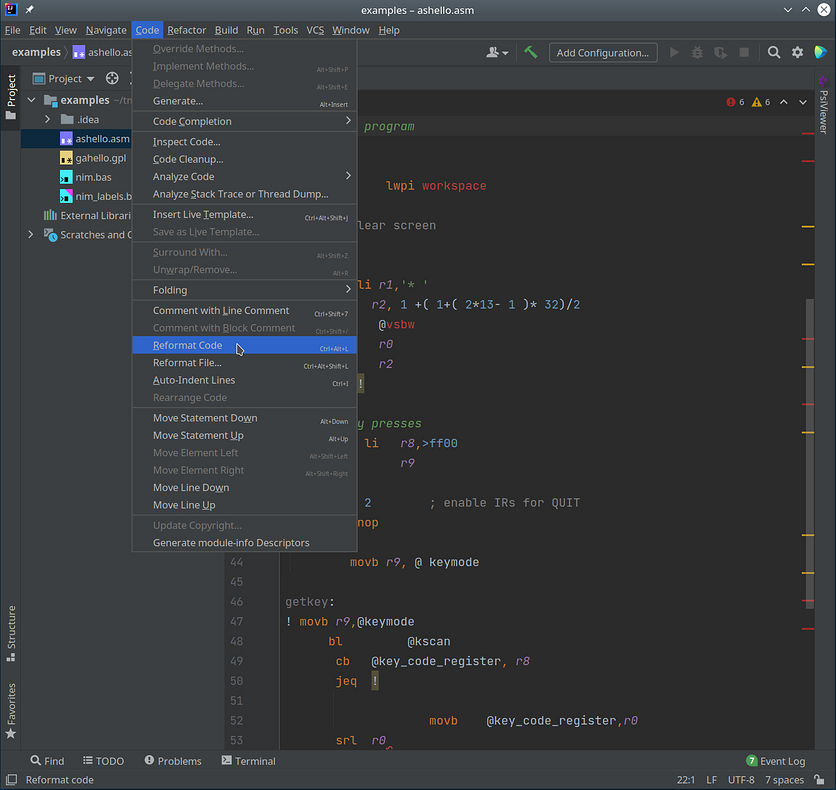 examples – ashello.asm
File Edit View Navigate Code Refactor Build Run Tools VCS Window Help
examples ashello.as
Add Configuration...
Project
Project
examples ~/tm
.idea
ashello.asm
gahello.gpl
nim.bas
nim_labels.b
External Librari
Scratches and C
Override Methods...
Implement Methods... Alt+Shift+P
Delegate Methods... Alt+Shift+E
Generate... Alt+Insert
Code Completion
Inspect Code...
Code Cleanup...
Analyze Code
Analyze Stack Trace or Thread Dump...
Insert Live Template... Ctrl+Alt+Shift+J
Save as Live Template...
Surround With... Alt+Shift+Z
Unwrap/Remove... Alt+R
Folding
Comment with Line Comment Ctrl+Shift+7
Comment with Block Comment Ctrl+Shift+/
Reformat Code Ctrl+Alt+L
Reformat File... Ctrl+Alt+Shift+L
Auto-Indent Lines Ctrl+I
Rearrange Code
Move Statement Down Alt+Down
Move Statement Up Alt+Up
Move Element Left Alt+Shift+Left
Move Element Right Alt+Shift+Right
Move Line Down
Move Line Up
Update Copyright...
Generate module-info Descriptors
6 6
PsiViewer
program
lwpi workspace
lear screen
li r1,'* '
r2, 1 +( 1+( 2*13- 1 )* 32)/2
@vsbw
r0
r2
!
y presses
li r8,>ff00
r9
2 ; enable IRs for QUIT
nop
44 movb r9, @ keymode
45
46 getkey:
47 ! movb r9,@keymode
48 bl @kscan
49 cb @key_code_register, r8
50 jeq !
51
52 movb @key_code_register,r0
53 srl r0
Structure
Favorites
Find TODO Problems Terminal 7 Event Log
Reformat code 22:1 LF UTF-8 7 spaces